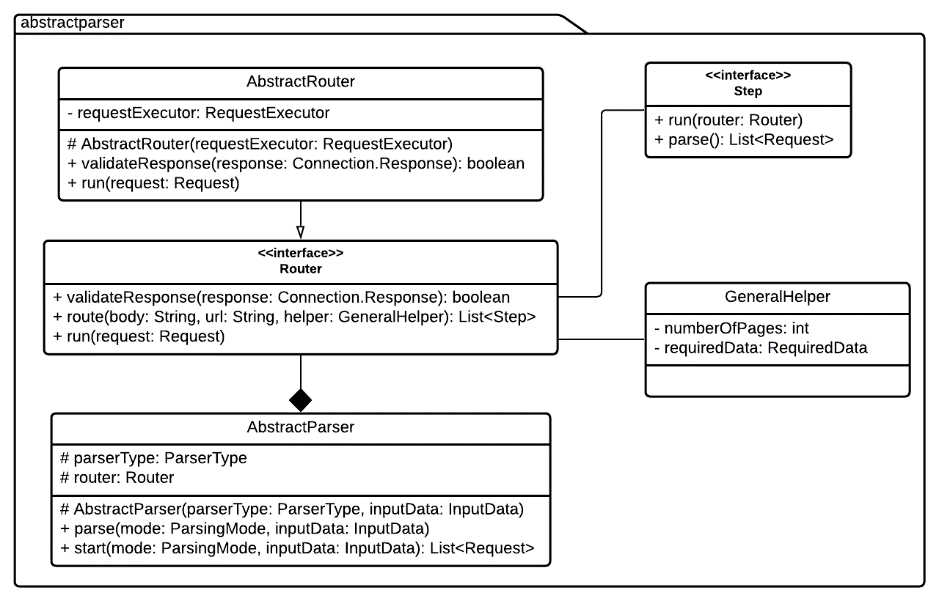 abstractparser
AbstractRouter
- requestExecutor: RequestExecutor
# AbstractRouter(requestExecutor: RequestExecutor)
+ validateResponse(response: Connection.Response): boolean
+ run(request: Request)
<<interface>>
Step
+ run(router: Router)
+ parse(): List<Request>
<<interface>>
Router
+ validateResponse(response: Connection.Response): boolean
+ route(body: String, url: String, helper: GeneralHelper): List<Step>
+ run(request: Request)
GeneralHelper
- numberOfPages: int
- requiredData: RequiredData
AbstractParser
# parserType: ParserType
# router: Router
# AbstractParser(parserType: ParserType, inputData: InputData)
+ parse(mode: ParsingMode, inputData: InputData)
+ start(mode: ParsingMode, inputData: InputData): List<Request>